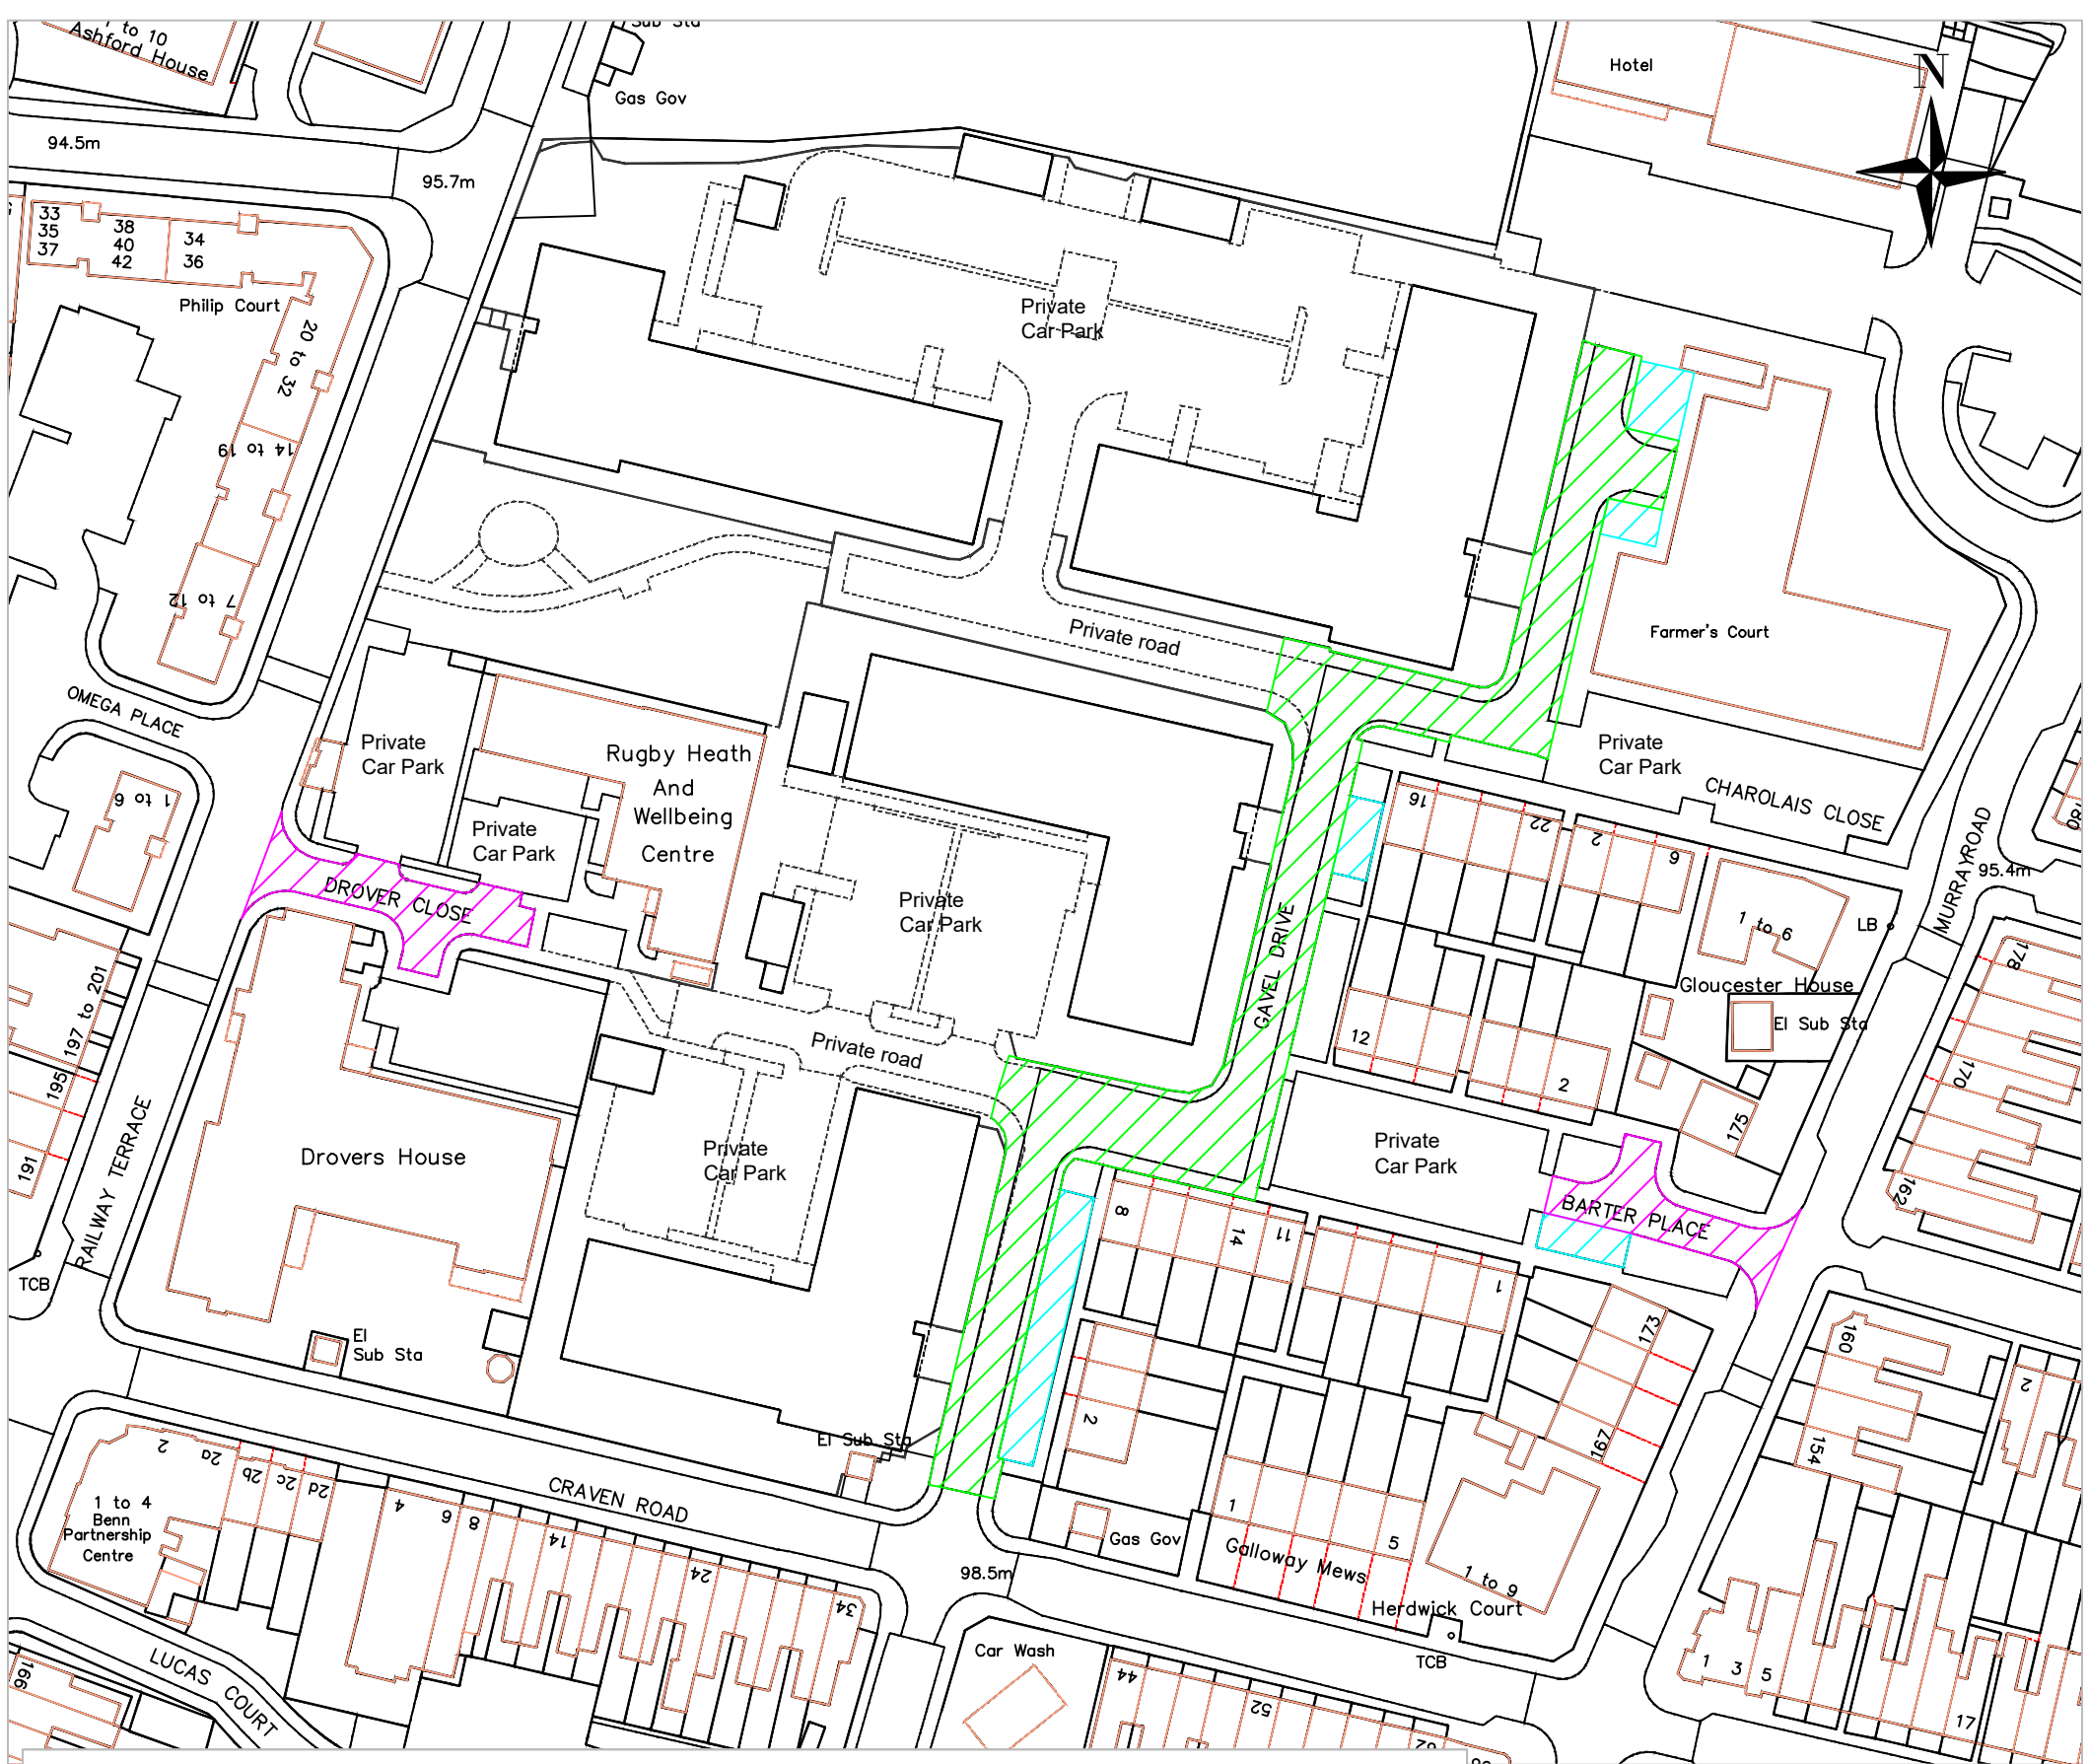 to 10
Ashford House
Sub Sta
Gas Gov
Hotel
N
94.5m
95.7m
33
35
37
38
40
42
34
36
Philip Court
20 to 32
14 to 19
7 to 12
Private
Car Park
Private road
Farmer's Court
OMEGA PLACE
1 to 6
Private
Car Park
Private
Car Park
Rugby Heath
And
Wellbeing
Centre
DROVER CLOSE
Private
Car Park
GAVEL DRIVE
Private
Car Park
CHAROLAIS CLOSE
MURRAYROAD
95.4m
180
16
22
2
6
1 to 6
LB
Gloucester House
El Sub Sta
178
170
162
12
2
175
197 to 201
195
191
RAILWAY TERRACE
TCB
Drovers House
Private road
Private
Car Park
Private
Car Park
BARTER PLACE
8
14
11
1
2
173
167
160
154
2
El
Sub Sta
El Sub Sta
CRAVEN ROAD
2
2a
2b
2c
2d
4
6
8
14
24
34
1 to 4
Benn
Partnership
Centre
98.5m
Gas Gov
1
5
Galloway Mews
1 to 9
Herdwick Court
TCB
LUCAS COURT
166
Car Wash
44
52
62
1
3
5
17